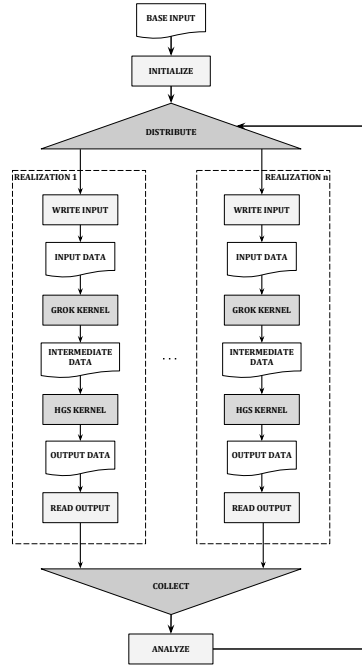 BASE INPUT
INITIALIZE
DISTRIBUTE
REALIZATION 1
WRITE INPUT
INPUT DATA
GROK KERNEL
INTERMEDIATE
DATA
HGS KERNEL
OUTPUT DATA
READ OUTPUT
. . .
REALIZATION n
WRITE INPUT
INPUT DATA
GROK KERNEL
INTERMEDIATE
DATA
HGS KERNEL
OUTPUT DATA
READ OUTPUT
COLLECT
ANALYZE